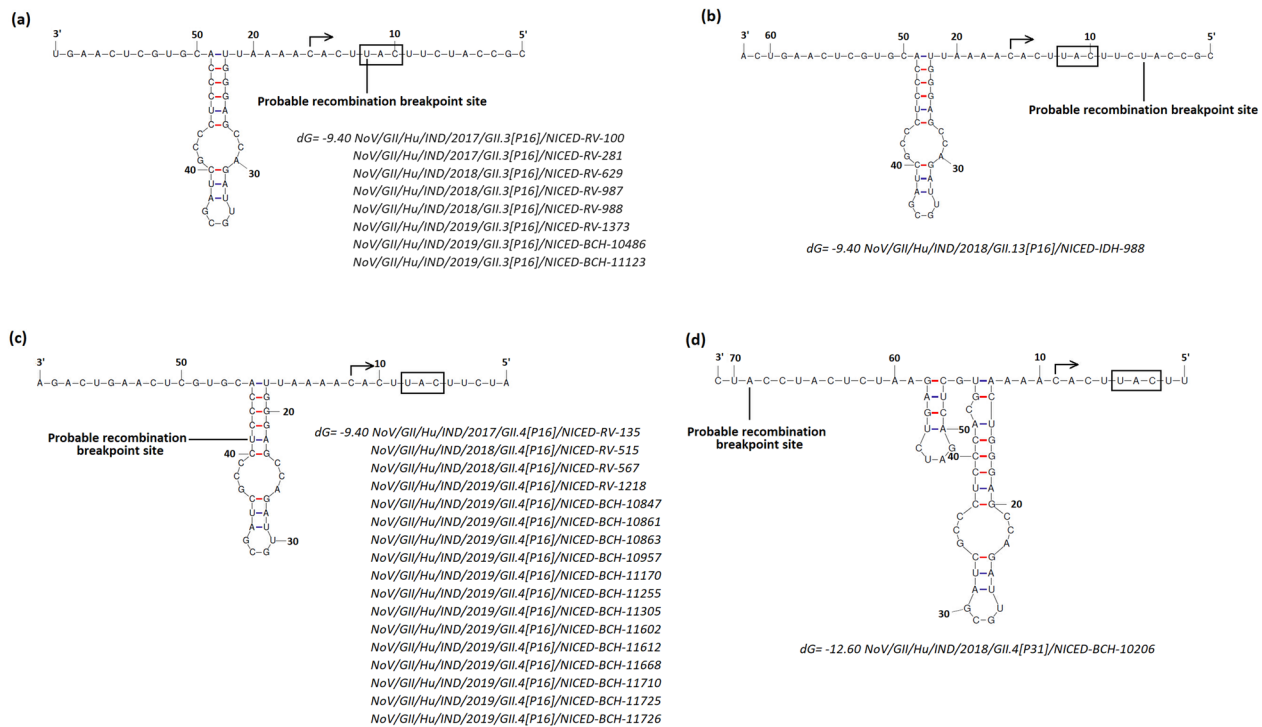 (a)
3' 50 20 10 5'
U G A A C U C G U G C A U U A A A A C A C U U A C U U C U A C C G C
C G
C G
C G
U A
C G
C C
C C
G A
40 C G 30
U A
A U
G U
C G
Probable recombination breakpoint site
dG= -9.40 NoV/GII/Hu/IND/2017/GII.3[P16]/NICED-RV-100
NoV/GII/Hu/IND/2017/GII.3[P16]/NICED-RV-281
NoV/GII/Hu/IND/2018/GII.3[P16]/NICED-RV-629
NoV/GII/Hu/IND/2018/GII.3[P16]/NICED-RV-987
NoV/GII/Hu/IND/2018/GII.3[P16]/NICED-RV-988
NoV/GII/Hu/IND/2019/GII.3[P16]/NICED-RV-1373
NoV/GII/Hu/IND/2019/GII.3[P16]/NICED-BCH-10486
NoV/GII/Hu/IND/2019/GII.3[P16]/NICED-BCH-11123
(b)
3' 60 50 20 10 5'
A C U G A A C U C G U G C A U U A A A A C A C U U A C U U C U A C C G C
C G
C G
C G
U A
C G
C C
C C
G A
40 C G 30
U A
A U
G U
C G
Probable recombination breakpoint site
dG= -9.40 NoV/GII/Hu/IND/2018/GII.13[P16]/NICED-IDH-988
(c)
3' 50 10 5'
A G A C U G A A C U C G U G C A U U A A A A C A C U U A C U U C U A
C G
C G 20
C G
U A
40 C G
C C
C C
G A
C G
U A
A U
G U 30
C G
Probable recombination
breakpoint site
dG= -9.40 NoV/GII/Hu/IND/2017/GII.4[P16]/NICED-RV-135
NoV/GII/Hu/IND/2018/GII.4[P16]/NICED-RV-515
NoV/GII/Hu/IND/2018/GII.4[P16]/NICED-RV-567
NoV/GII/Hu/IND/2019/GII.4[P16]/NICED-RV-1218
NoV/GII/Hu/IND/2019/GII.4[P16]/NICED-BCH-10847
NoV/GII/Hu/IND/2019/GII.4[P16]/NICED-BCH-10861
NoV/GII/Hu/IND/2019/GII.4[P16]/NICED-BCH-10863
NoV/GII/Hu/IND/2019/GII.4[P16]/NICED-BCH-10957
NoV/GII/Hu/IND/2019/GII.4[P16]/NICED-BCH-11170
NoV/GII/Hu/IND/2019/GII.4[P16]/NICED-BCH-11255
NoV/GII/Hu/IND/2019/GII.4[P16]/NICED-BCH-11305
NoV/GII/Hu/IND/2019/GII.4[P16]/NICED-BCH-11602
NoV/GII/Hu/IND/2019/GII.4[P16]/NICED-BCH-11612
NoV/GII/Hu/IND/2019/GII.4[P16]/NICED-BCH-11668
NoV/GII/Hu/IND/2019/GII.4[P16]/NICED-BCH-11710
NoV/GII/Hu/IND/2019/GII.4[P16]/NICED-BCH-11725
NoV/GII/Hu/IND/2019/GII.4[P16]/NICED-BCH-11726
(d)
3' 70 60 10 5'
C U A C C U A C U C U A A G C G U A A A A C A C U U A C U U
50
40
20
30
Probable recombination
breakpoint site
dG= -12.60 NoV/GII/Hu/IND/2018/GII.4[P31]/NICED-BCH-10206